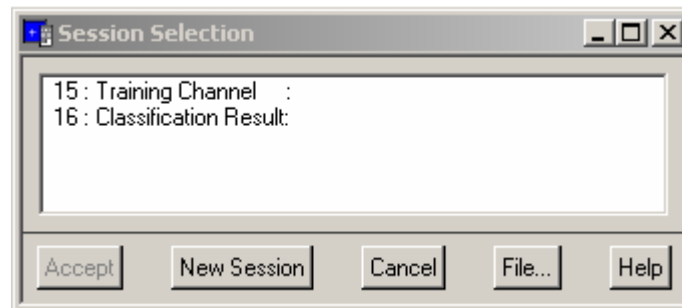 Session Selection
15 : Training Channel :
16 : Classification Result:
Accept New Session Cancel File... Help